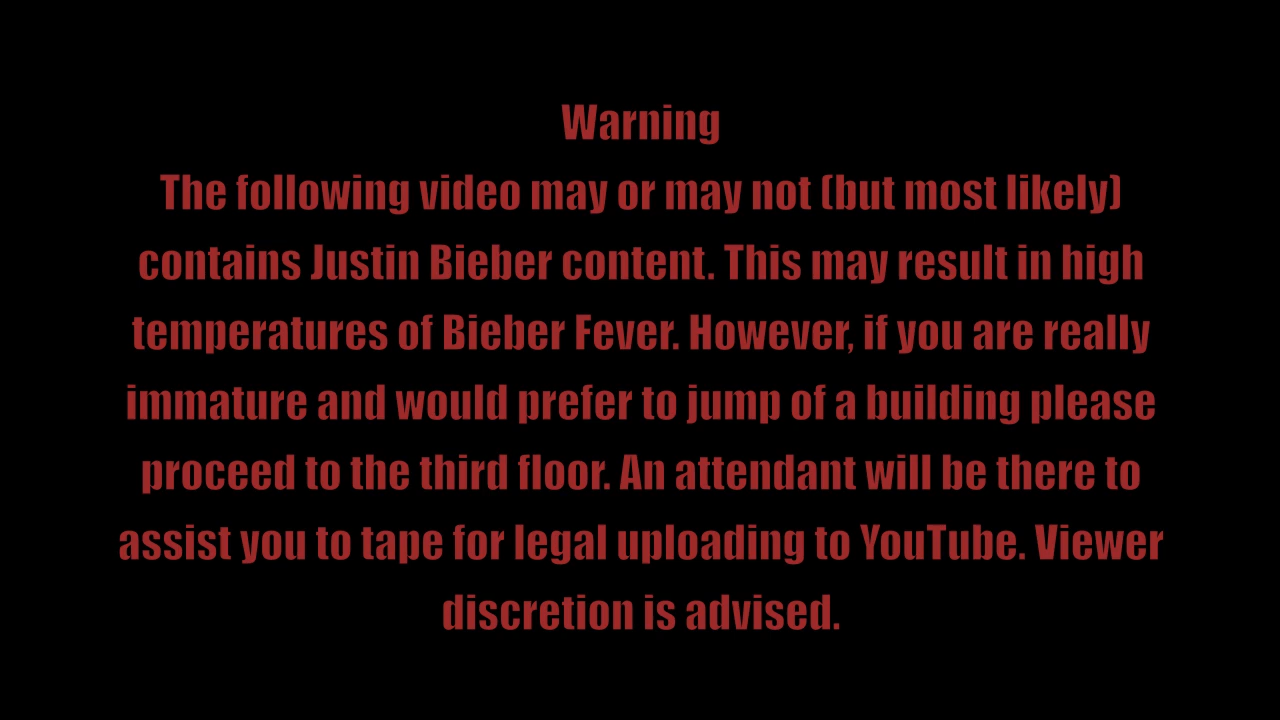 Warning
The following video may or may not (but most likely)
contains Justin Bieber content. This may result in high
temperatures of Bieber Fever. However, if you are really
immature and would prefer to jump of a building please
proceed to the third floor. An attendant will be there to
assist you to tape for legal uploading to YouTube. Viewer
discretion is advised.